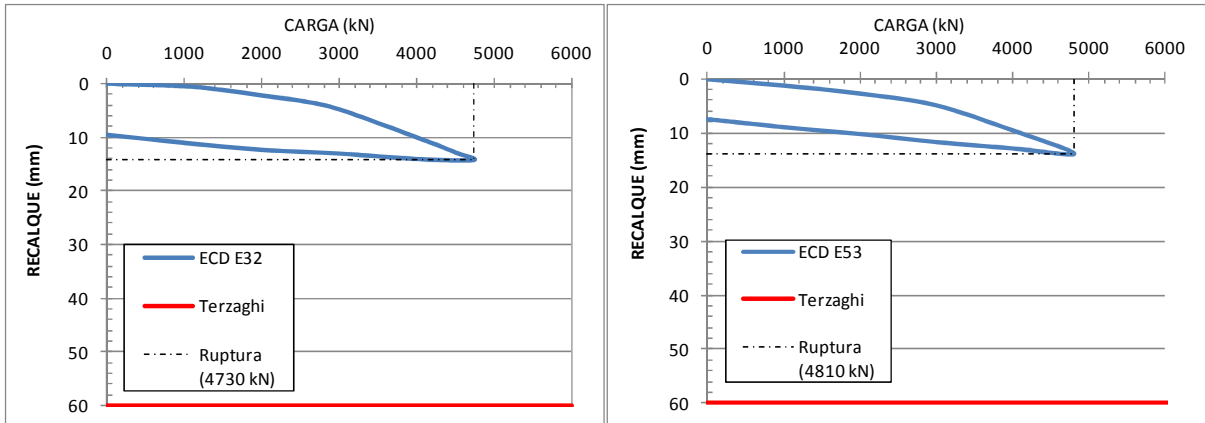 CARGA (kN)
0 1000 2000 3000 4000 5000 6000
RECALQUE (mm)
0
10
20
30
40
50
60
ECD E32
Terzaghi
Ruptura
(4730 kN)
CARGA (kN)
0 1000 2000 3000 4000 5000 6000
RECALQUE (mm)
0
10
20
30
40
50
60
ECD E53
Terzaghi
Ruptura
(4810 kN)